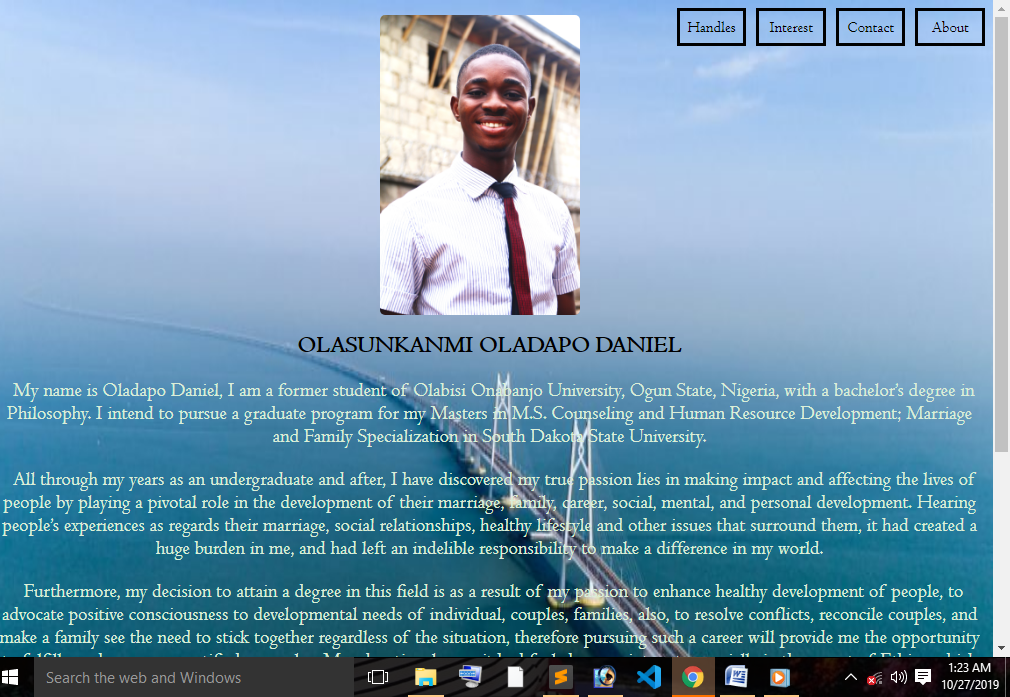 Handles Interest Contact About
OLASUNKANMI OLADAPO DANIEL
My name is Oladapo Daniel, I am a former student of Olabisi Onabanjo University, Ogun State, Nigeria, with a bachelor's degree in
Philosophy. I intend to pursue a graduate program for my Masters in M.S. Counseling and Human Resource Development; Marriage
and Family Specialization in South Dakota State University.
All through my years as an undergraduate and after, I have discovered my true passion lies in making impact and affecting the lives of
people by playing a pivotal role in the development of their marriage, family, career, social, mental, and personal development. Hearing
people's experiences as regards their marriage, social relationships, healthy lifestyle and other issues that surround them, it had created a
huge burden in me, and had left an indelible responsibility to make a difference in my world.
Furthermore, my decision to attain a degree in this field is as a result of my passion to enhance healthy development of people, to
advocate positive consciousness to developmental needs of individual, couples, families, also, to resolve conflicts, reconcile couples, and
make a family see the need to stick together regardless of the situation, therefore pursuing such a career will provide me the opportunity
Search the web and Windows
1:23 AM
10/27/2019